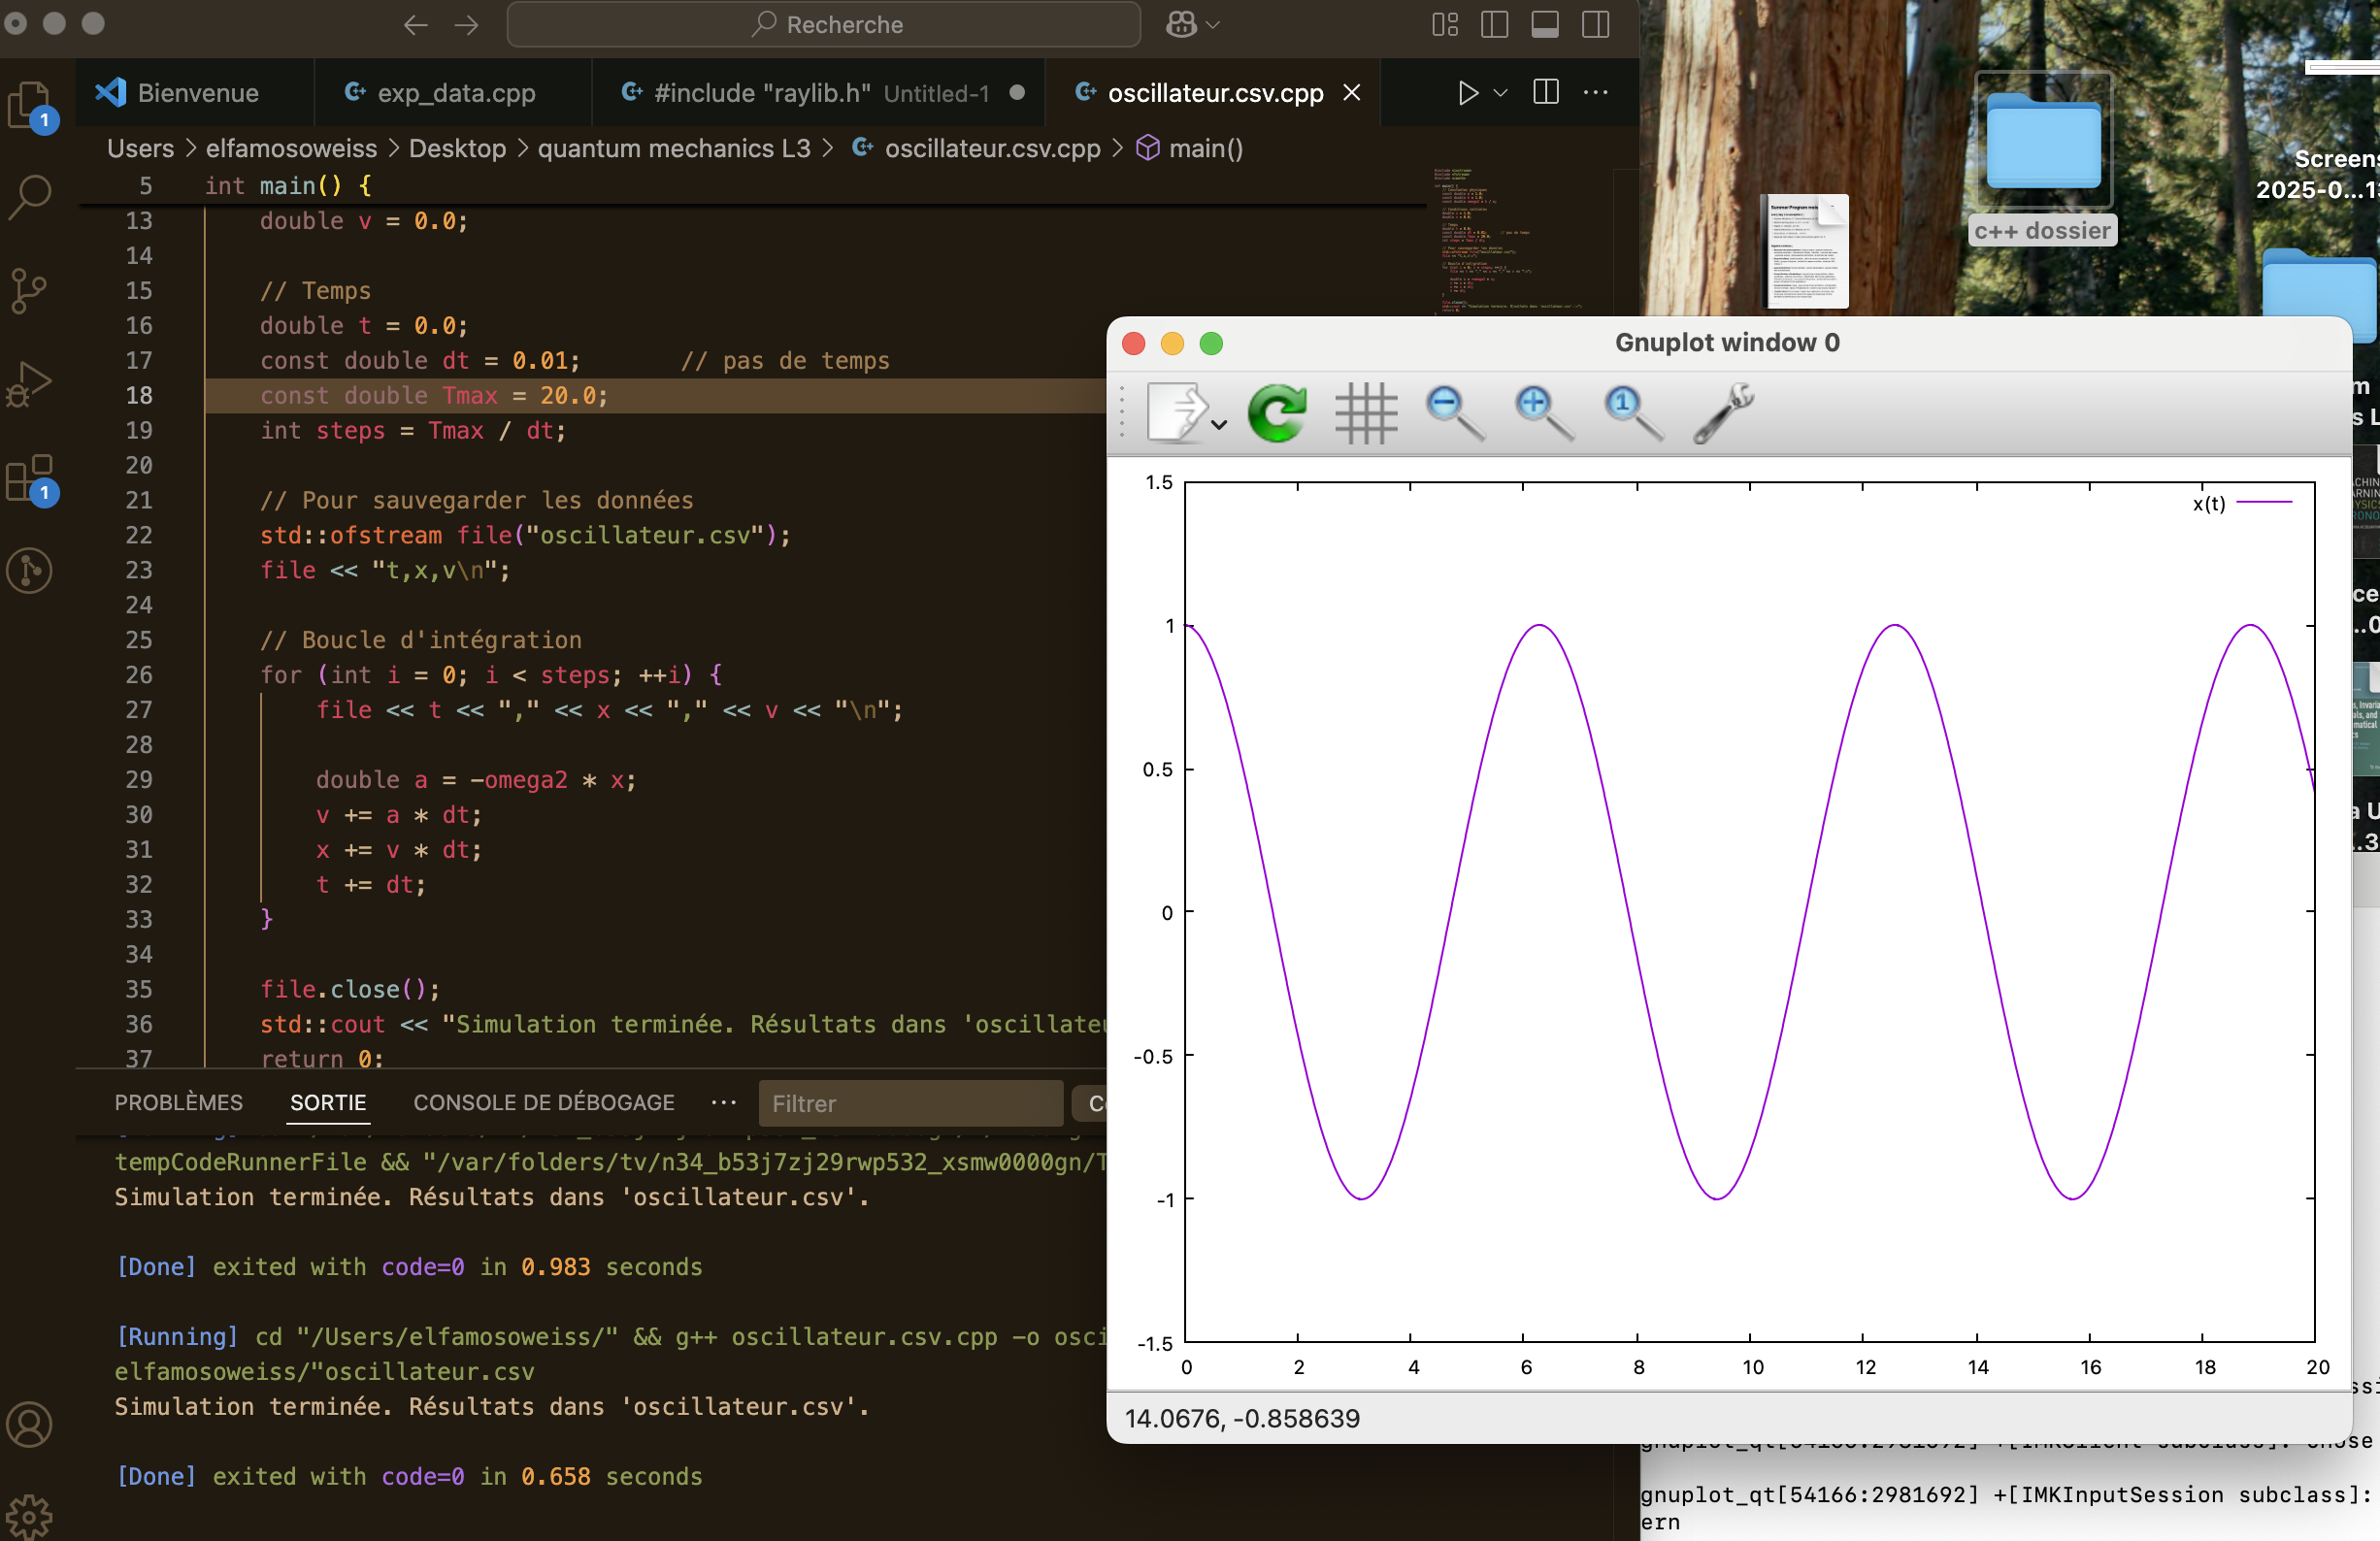 Recherche
Bienvenue
exp_data.cpp
#include "raylib.h" Untitled-1
oscillateur.csv.cpp
Users > elfamosoweiss > Desktop > quantum mechanics L3 > oscillateur.csv.cpp > main()
1
1
5 int main() {
13 double v = 0.0;
14
15 // Temps
16 double t = 0.0;
17 const double dt = 0.01; // pas de temps
18 const double Tmax = 20.0;
19 int steps = Tmax / dt;
20
21 // Pour sauvegarder les données
22 std::ofstream file("oscillateur.csv");
23 file << "t,x,v\n";
24
25 // Boucle d'intégration
26 for (int i = 0; i < steps; ++i) {
27 file << t << "," << x << "," << v << "\n";
28
29 double a = -omega2 * x;
30 v += a * dt;
31 x += v * dt;
32 t += dt;
33 }
34
35 file.close();
36 std::cout << "Simulation terminée. Résultats dans 'oscillateu
37 return 0;
PROBLÈMES SORTIE CONSOLE DE DÉBOGAGE ··· Filtrer
tempCodeRunnerFile && "/var/folders/tv/n34_b53j7zj29rwp532_xsmw0000gn/T
Simulation terminée. Résultats dans 'oscillateur.csv'.
[Done] exited with code=0 in 0.983 seconds
[Running] cd "/Users/elfamosoweiss/" && g++ oscillateur.csv.cpp -o osci
elfamosoweiss/"oscillateur.csv
Simulation terminée. Résultats dans 'oscillateur.csv'.
[Done] exited with code=0 in 0.658 seconds
c++ dossier
Screens
2025-0...1
Gnuplot window 0
x(t)
1.5
1
0.5
0
-0.5
-1
-1.5
0 2 4 6 8 10 12 14 16 18 20
14.0676, -0.858639
gnuplot_qt[54166:2981692] +[IMKClient subclass]: chose
gnuplot_qt[54166:2981692] +[IMKInputSession subclass]:
ern